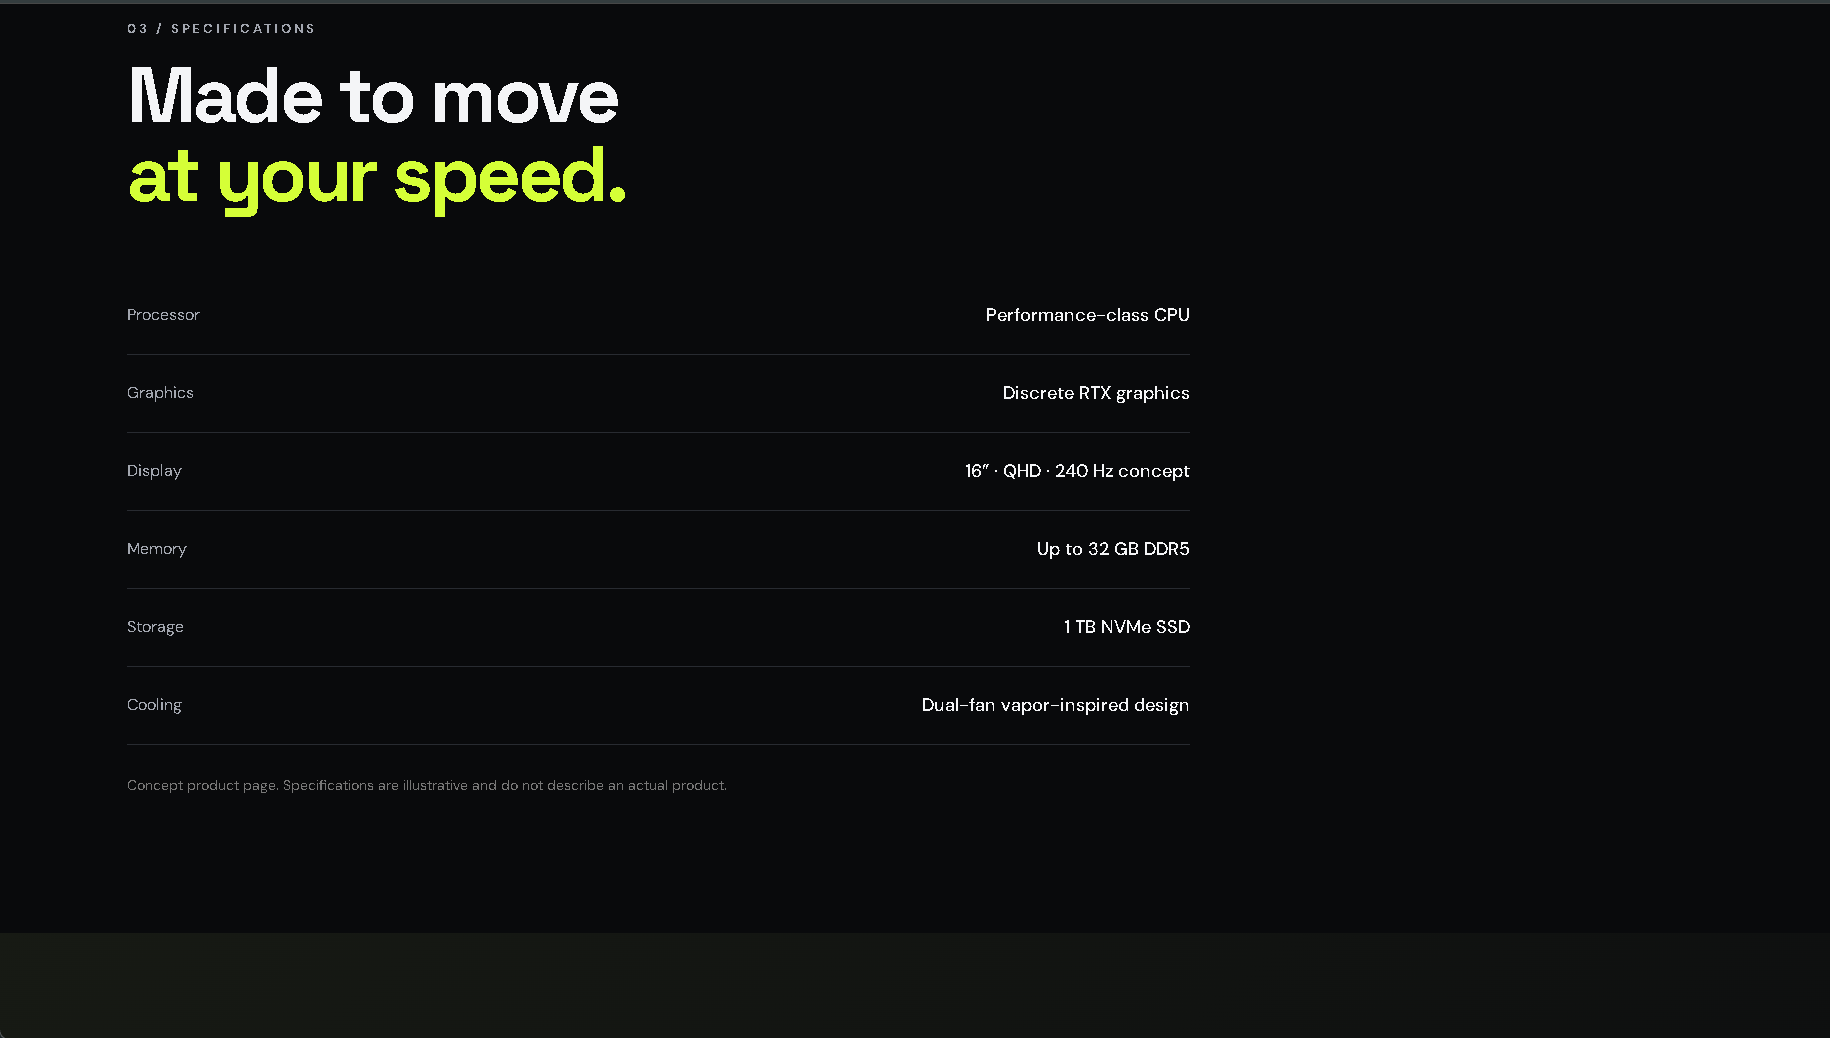 03 / SPECIFICATIONS
Made to move
at your speed.
Processor
Performance-class CPU
Graphics
Discrete RTX graphics
Display
16″ · QHD · 240 Hz concept
Memory
Up to 32 GB DDR5
Storage
1 TB NVMe SSD
Cooling
Dual-fan vapor-inspired design
Concept product page. Specifications are illustrative and do not describe an actual product.